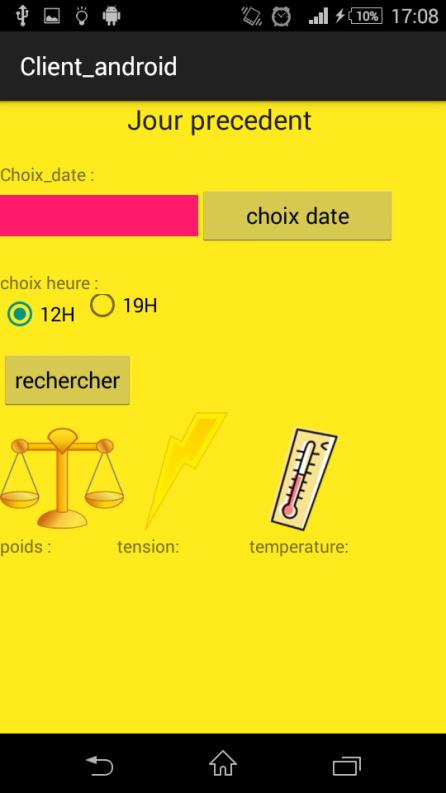 10% 17:08
Client_android
Jour precedent
Choix_date :
choix date
choix heure :
12H 19H
rechercher
poids : tension: temperature: